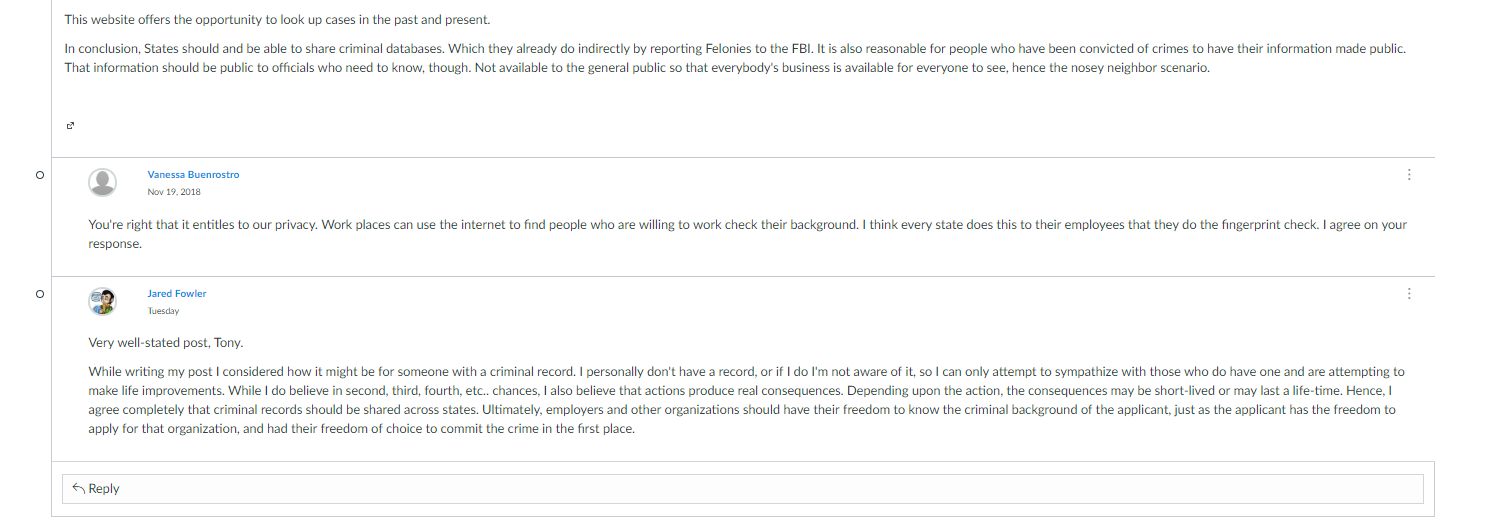 This website offers the opportunity to look up cases in the past and present.
In conclusion, States should and be able to share criminal databases. Which they already do indirectly by reporting Felonies to the FBI. It is also reasonable for people who have been convicted of crimes to have their information made public.
That information should be public to officials who need to know, though. Not available to the general public so that everybody's business is available for everyone to see, hence the nosey neighbor scenario.
Vanessa Buenrostro
Nov 19, 2018
You're right that it entitles to our privacy. Work places can use the internet to find people who are willing to work check their background. I think every state does this to their employees that they do the fingerprint check. I agree on your
response.
Jared Fowler
Tuesday
Very well-stated post, Tony.
While writing my post I considered how it might be for someone with a criminal record. I personally don't have a record, or if I do I'm not aware of it, so I can only attempt to sympathize with those who do have one and are attempting to
make life improvements. While I do believe in second, third, fourth, etc.. chances, I also believe that actions produce real consequences. Depending upon the action, the consequences may be short-lived or may last a life-time. Hence, I
agree completely that criminal records should be shared across states. Ultimately, employers and other organizations should have their freedom to know the criminal background of the applicant, just as the applicant has the freedom to
apply for that organization, and had their freedom of choice to commit the crime in the first place.
Reply